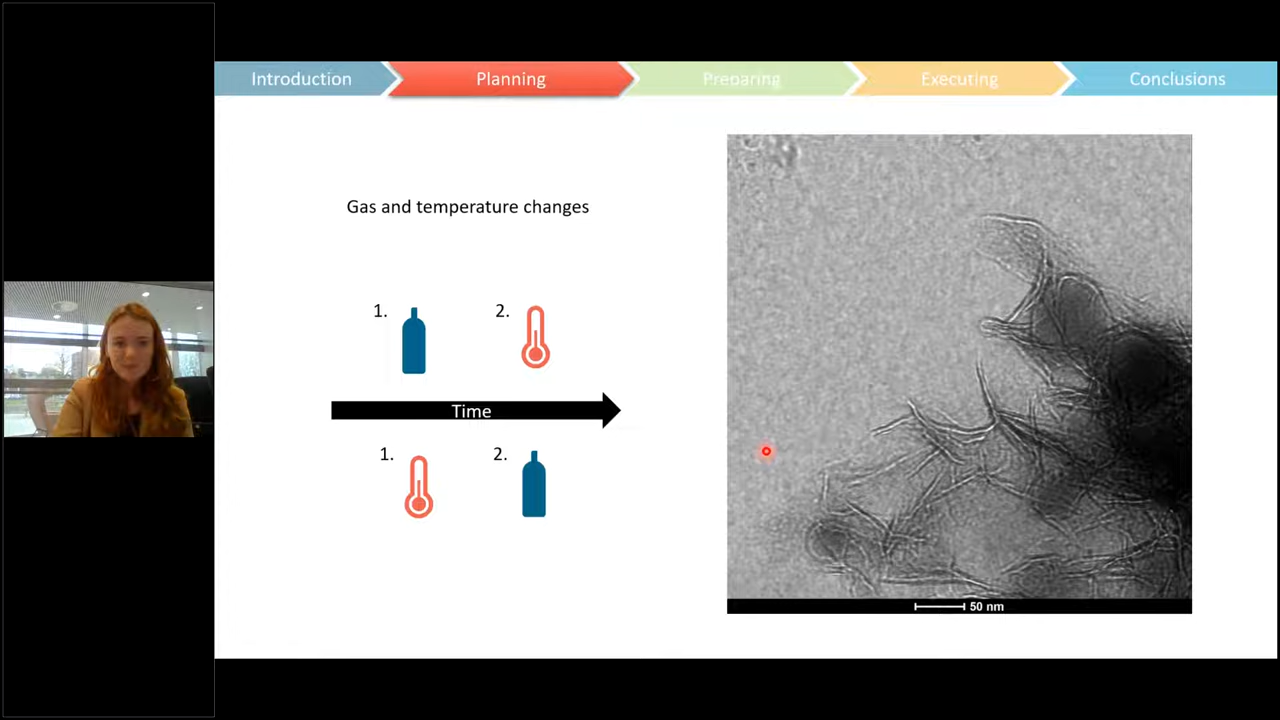 Introduction
Planning
Preparing
Executing
Conclusions
Gas and temperature changes
1.
2.
Time
1.
2.
50 nm